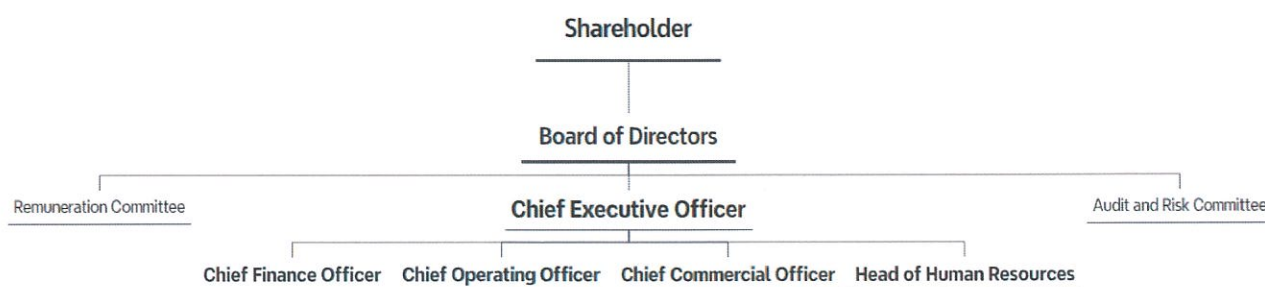 Shareholder
Board of Directors
Remuneration Committee
Chief Executive Officer
Audit and Risk Committee
Chief Finance Officer
Chief Operating Officer
Chief Commercial Officer
Head of Human Resources